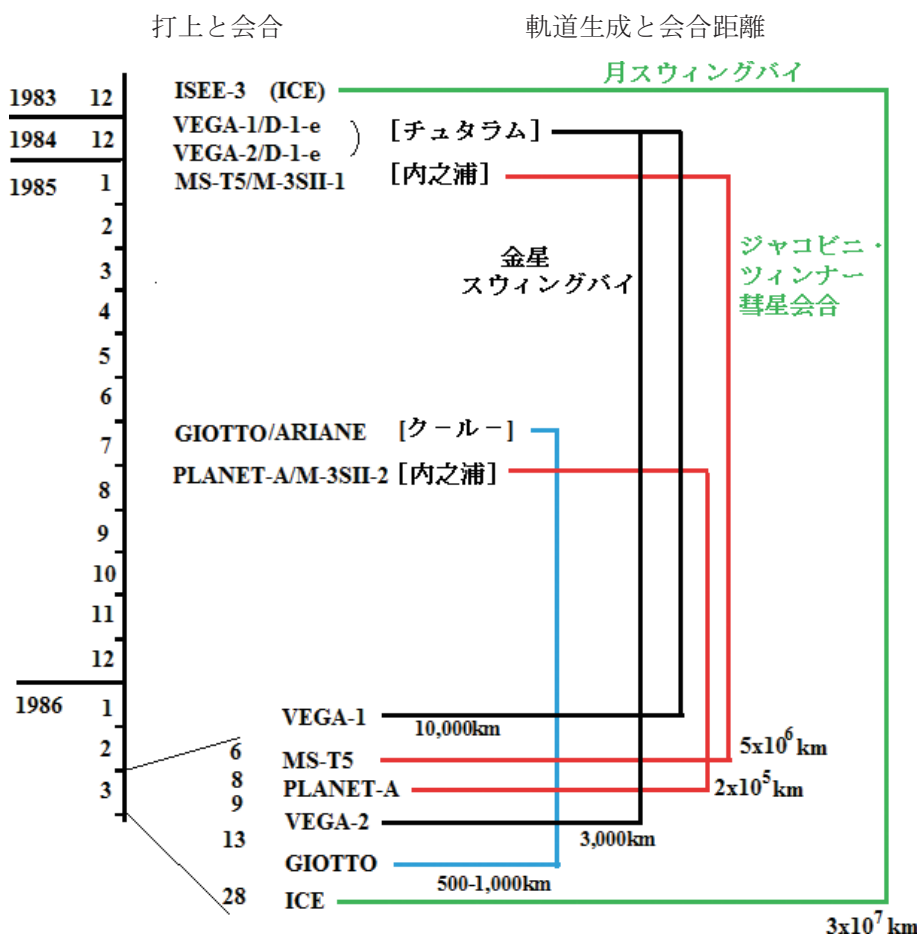 打上と会合
軌道生成と会合距離
月スウィングバイ
1983 12 ISEE-3 (ICE)
VEGA-1/D-1-e
1984 12 [チュタラム]
VEGA-2/D-1-e
1985 1 MS-T5/M-3SII-1 [内之浦]
2
3
4
5
6
金星
スウィングバイ
ジャコビニ・
ツィンナー
彗星会合
7 GIOTTO/ARIANE [クール－]
8 PLANET-A/M-3SII-2 [内之浦]
9
10
11
12
1986 1 VEGA-1
10,000km
2 6 MS-T5
5x10⁶ km
3 8 PLANET-A
2x10⁵ km
9 VEGA-2
3,000km
13 GIOTTO
500-1,000km
28 ICE
3x10⁷ km